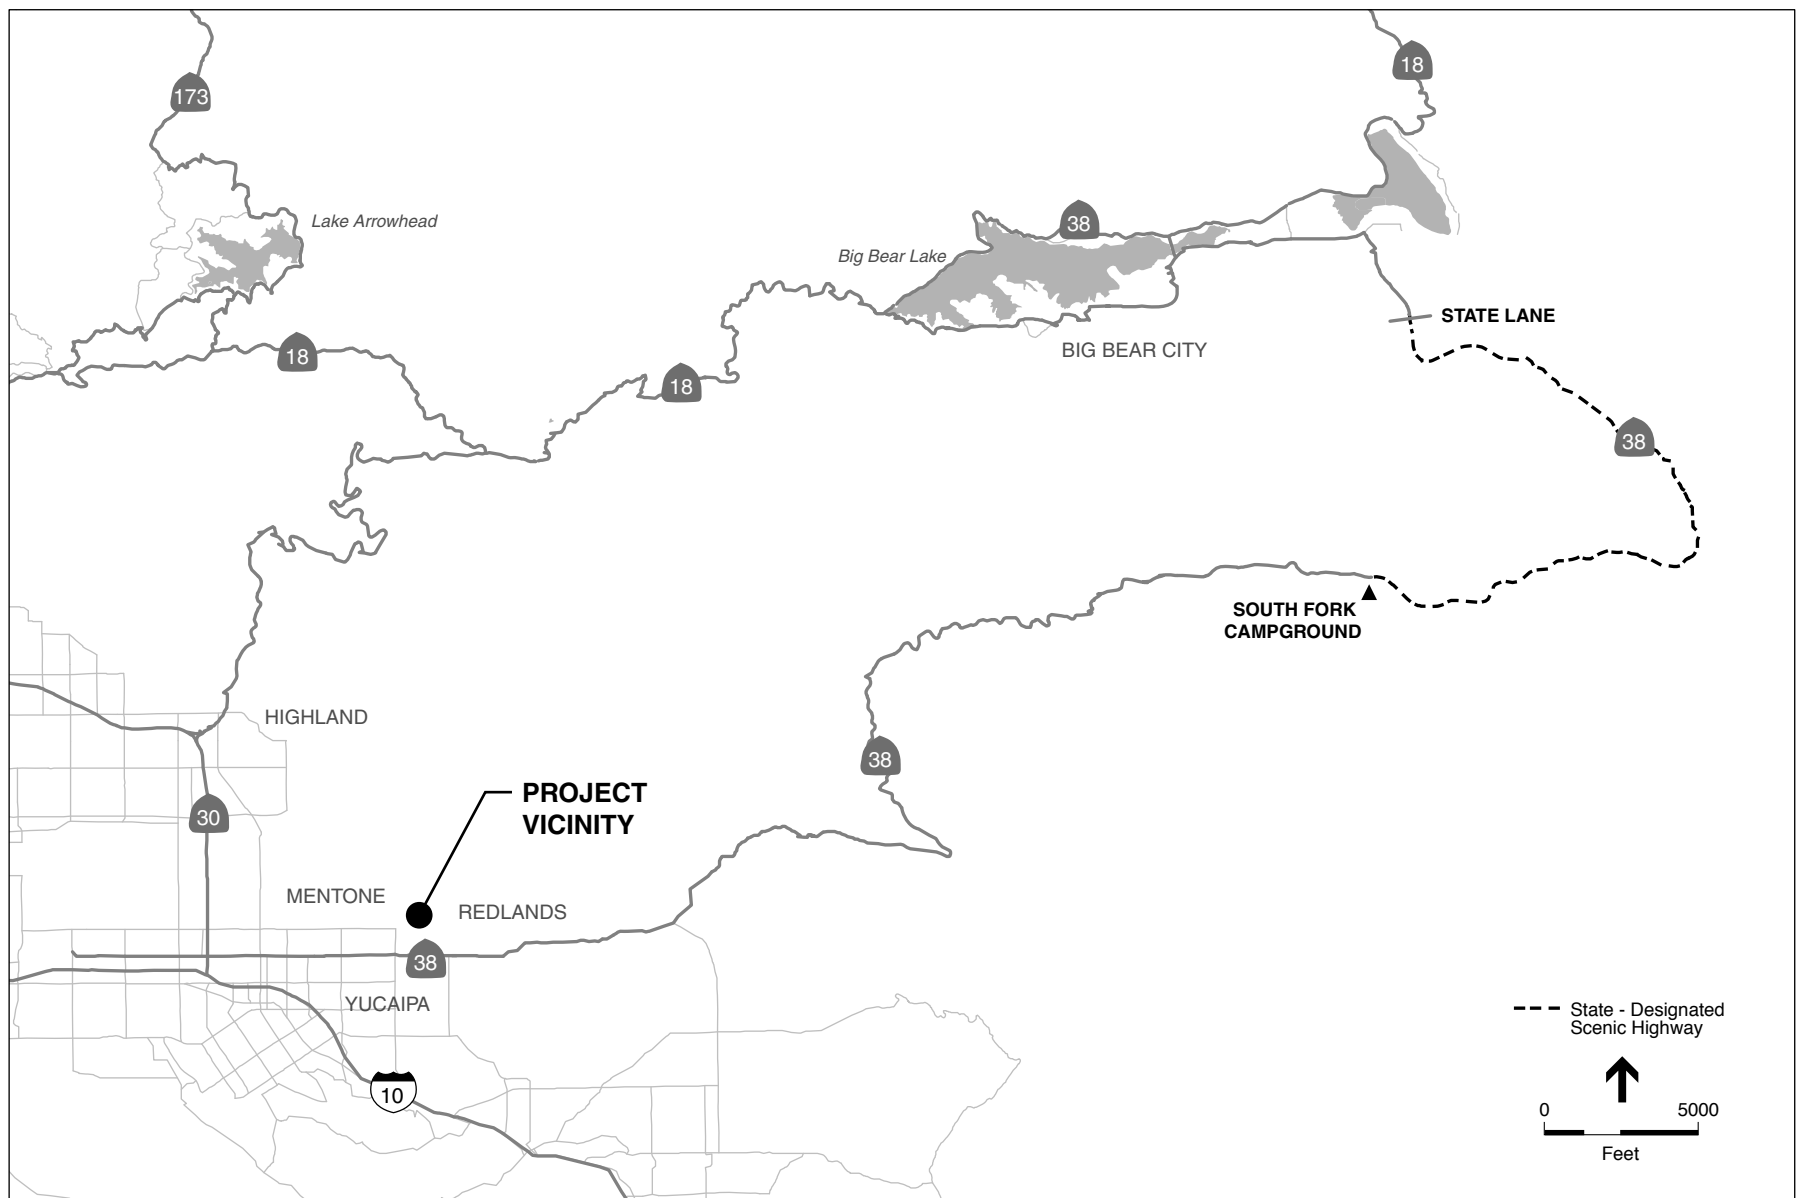 18
173
Lake Arrowhead
38
Big Bear Lake
STATE LANE
18
BIG BEAR CITY
18
38
SOUTH FORK
CAMPGROUND
HIGHLAND
38
PROJECT
VICINITY
30
MENTONE
REDLANDS
38
YUCAIPA
State - Designated
Scenic Highway
10
0 5000
Feet